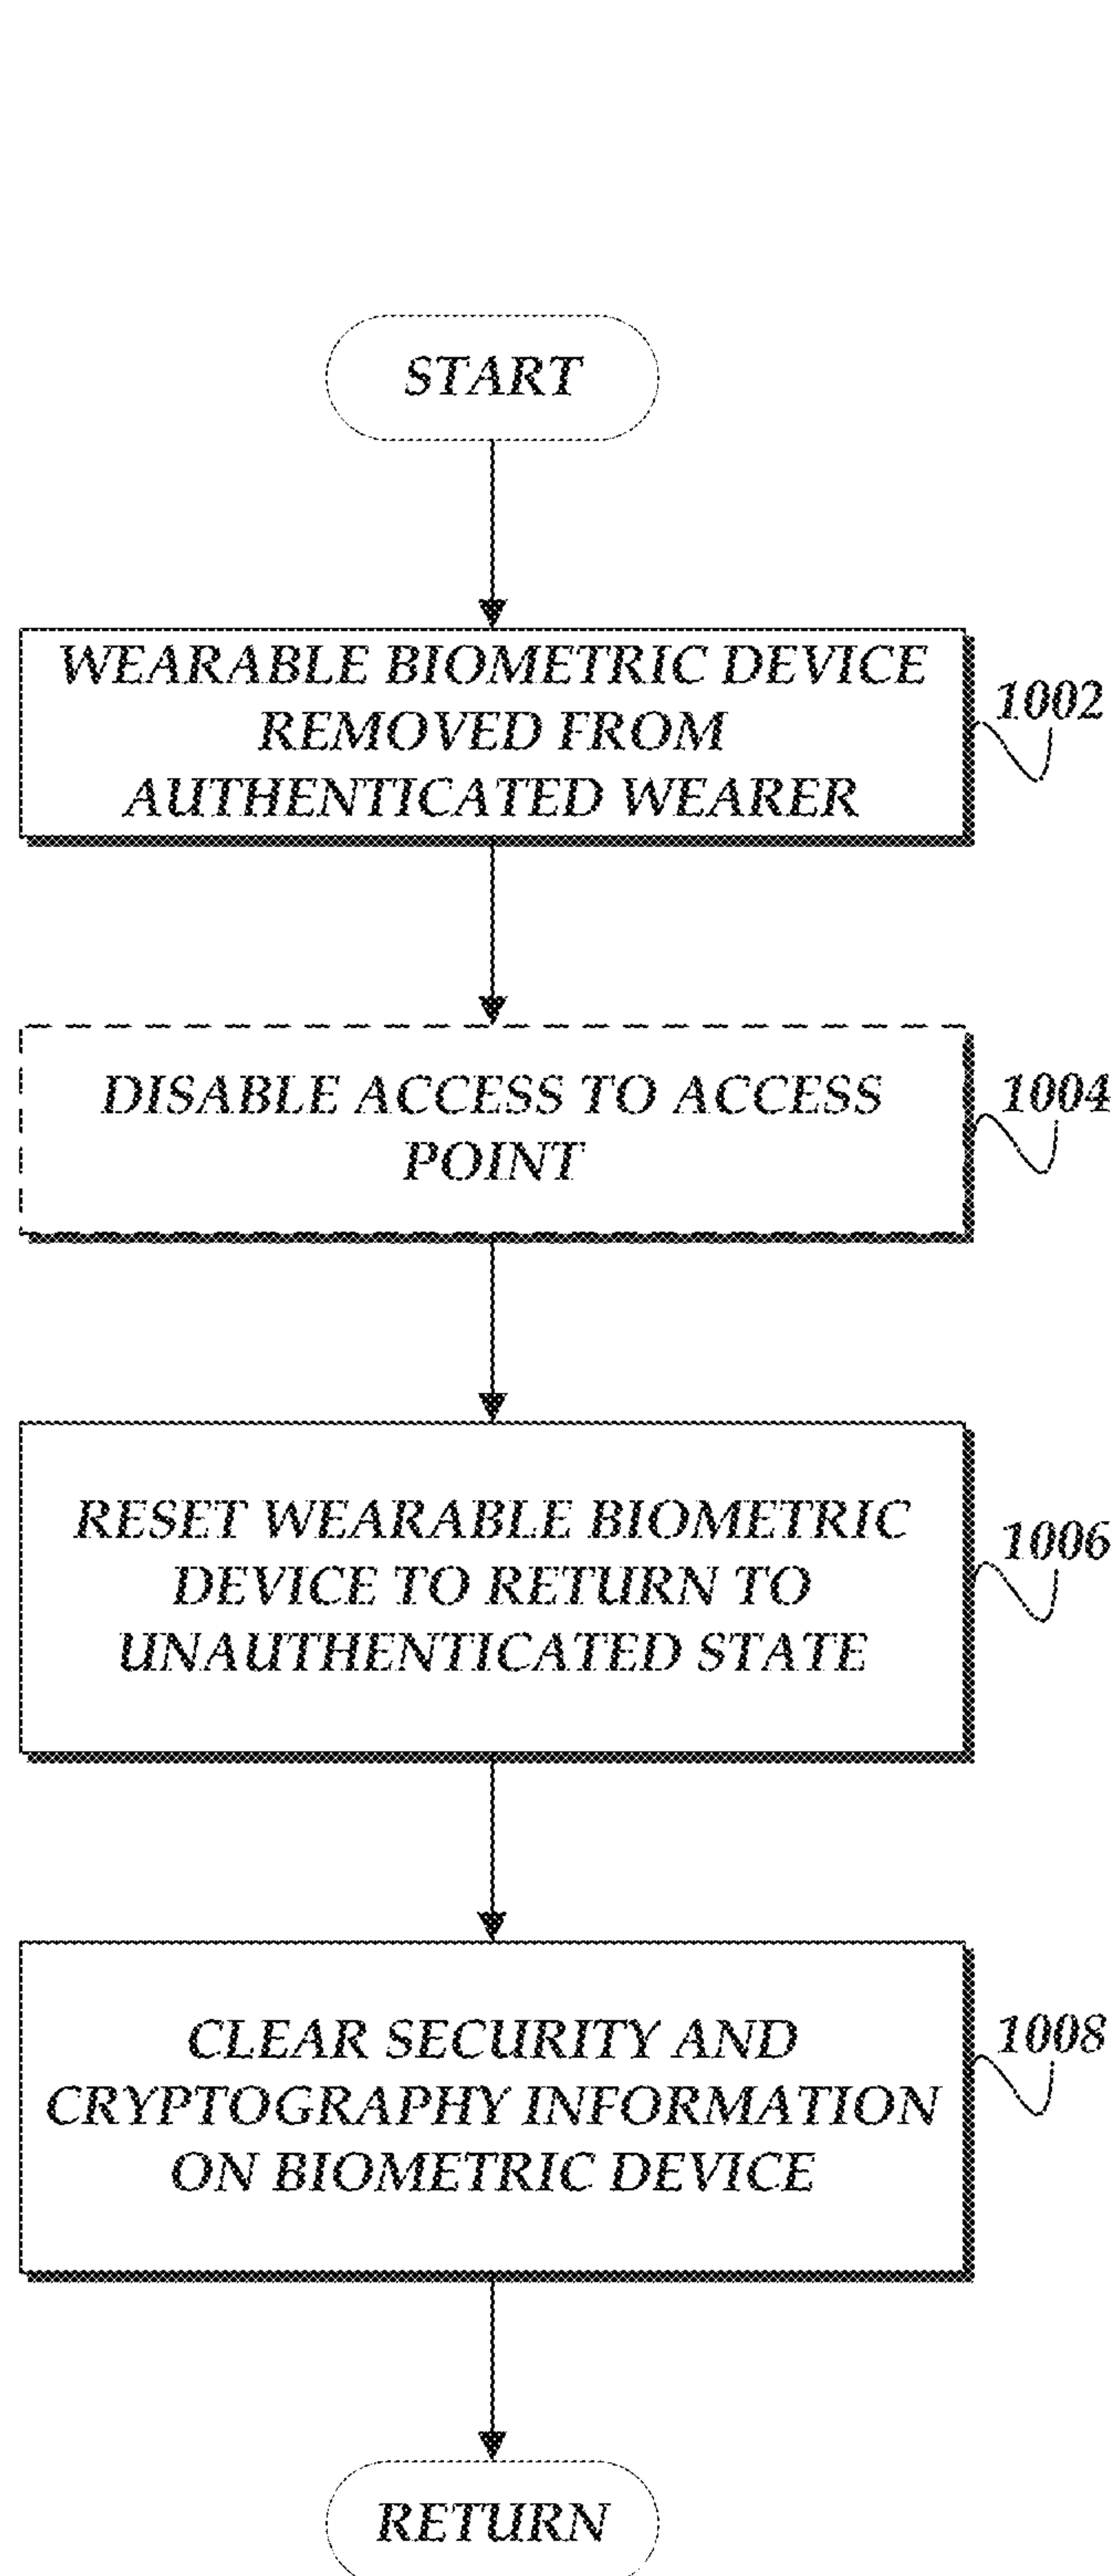 START
WEARABLE BIOMETRIC DEVICE
REMOVED FROM
AUTHENTICATED WEARER
1002
DISABLE ACCESS TO ACCESS
POINT
1004
RESET WEARABLE BIOMETRIC
DEVICE TO RETURN TO
UNAUTHENTICATED STATE
1006
CLEAR SECURITY AND
CRYPTOGRAPHY INFORMATION
ON BIOMETRIC DEVICE
1008
RETURN